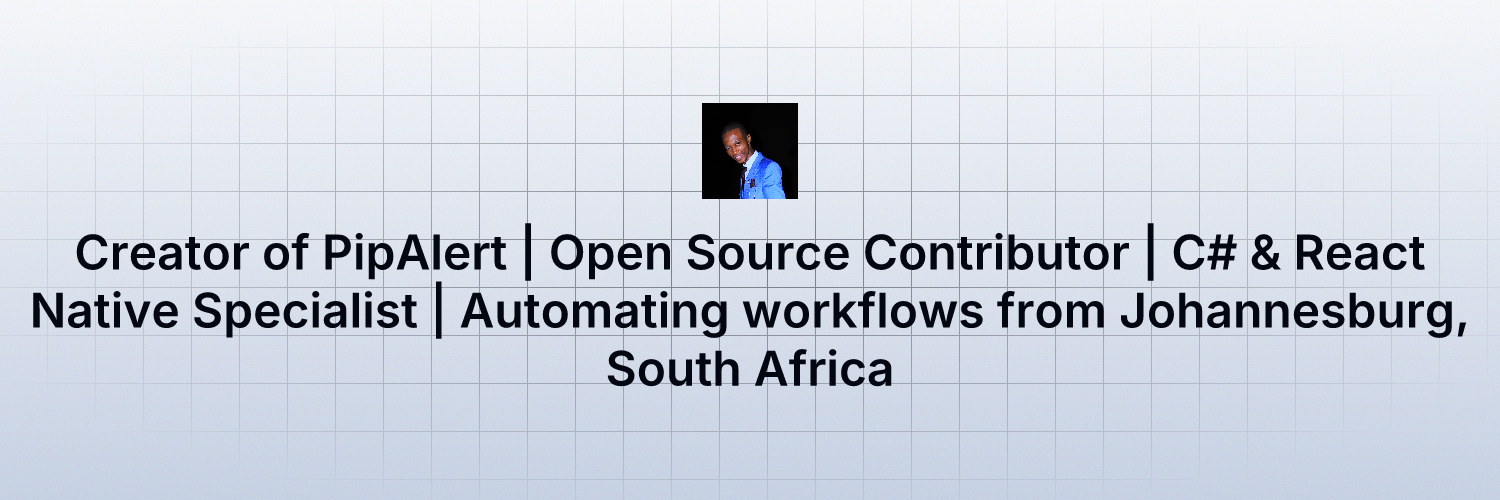 Creator of PipAlert | Open Source Contributor | C# & React
Native Specialist | Automating workflows from Johannesburg,
South Africa